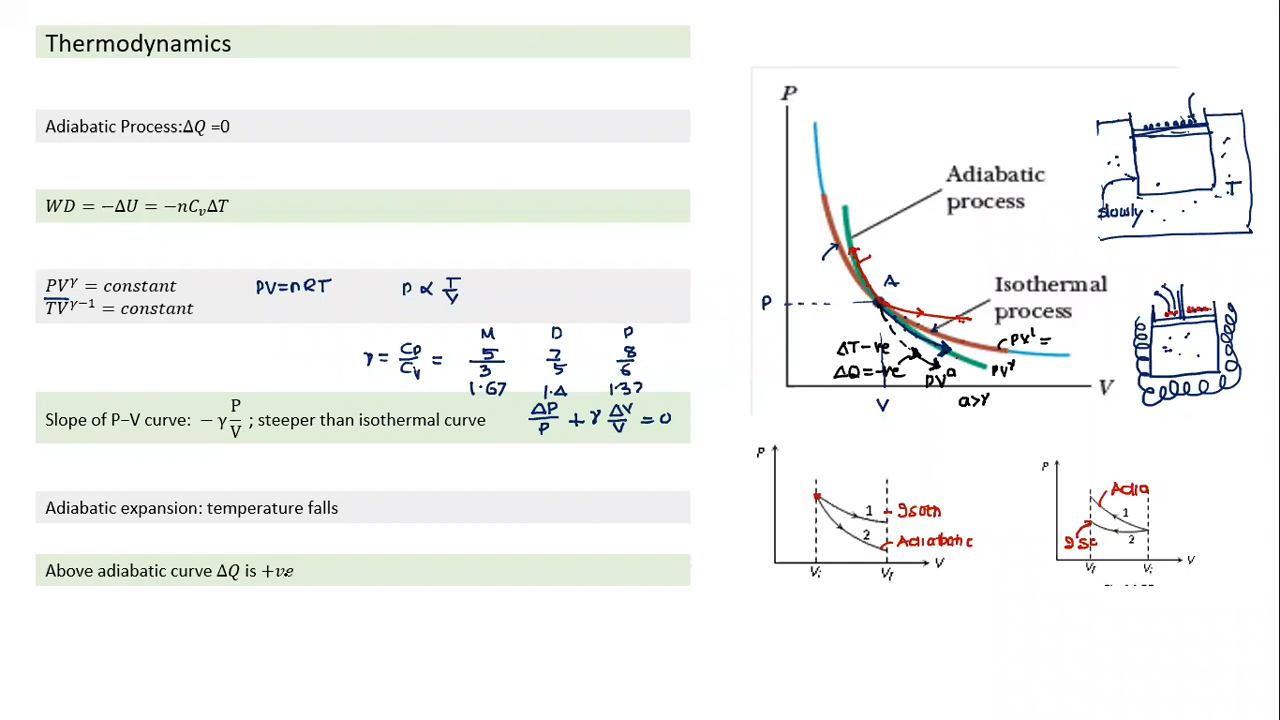 Thermodynamics
Adiabatic Process:ΔQ =0
WD = −ΔU = −nCᵥΔT
PV^γ = constant
TV^γ−1 = constant
PV=nRT
P ∝ T/V
γ = Cp/Cv =
M D P
5/3 7/5 8/6
1.67 1.4 1.33
Slope of P–V curve: − γ P/V ; steeper than isothermal curve
ΔP/P + γ ΔV/V = 0
Adiabatic expansion: temperature falls
Above adiabatic curve ΔQ is +ve
P
Adiabatic
process
A
Isothermal
process
P
PV¹ =
ΔT -ve
ΔQ = -ve
PVᵃ
PV^γ
V
V
a>γ
slowly
T
P
1 Isoth
2 Adiabatic
Vi
Vf
V
P
Adia
1
Iso
2
Vf
Vi
V